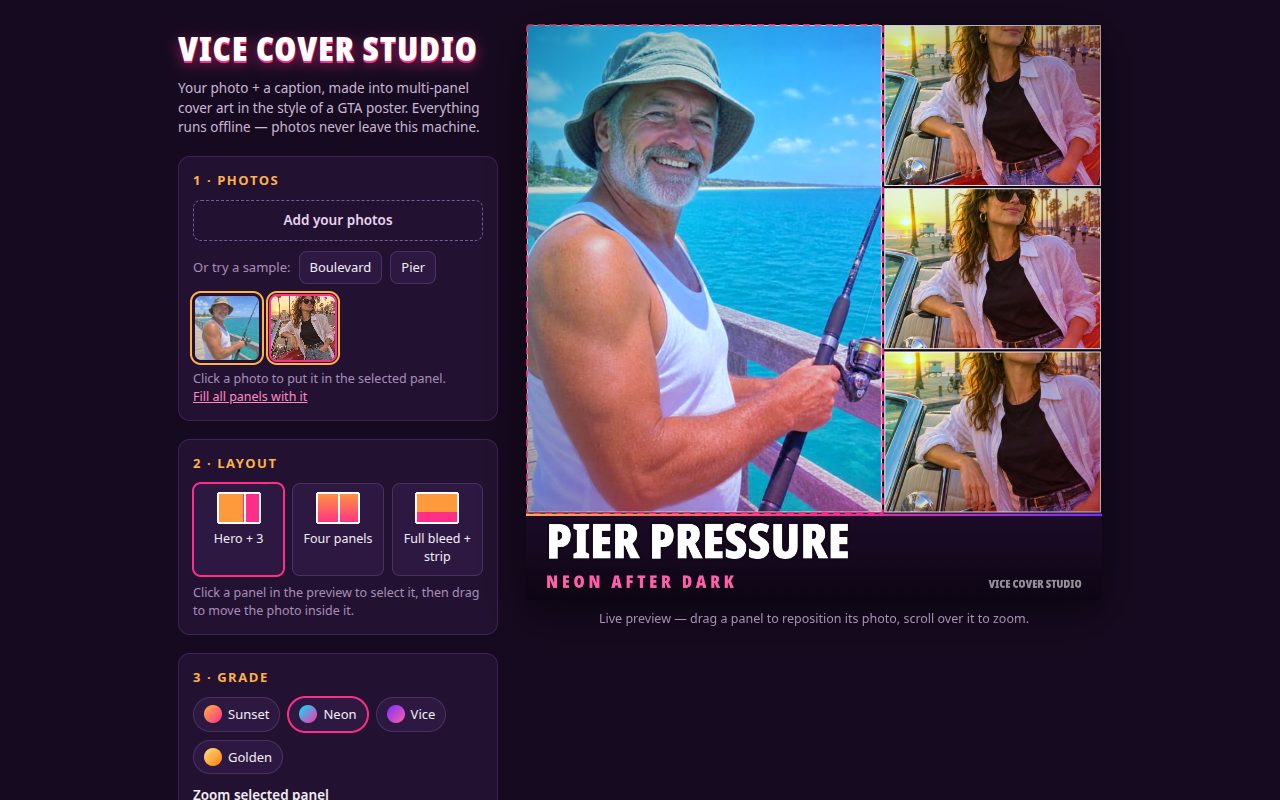 VICE COVER STUDIO
Your photo + a caption, made into multi-panel
cover art in the style of a GTA poster. Everything
runs offline — photos never leave this machine.
1 · PHOTOS
Add your photos
Or try a sample:
Boulevard
Pier
Click a photo to put it in the selected panel.
Fill all panels with it
2 · LAYOUT
Hero + 3
Four panels
Full bleed +
strip
Click a panel in the preview to select it, then drag
to move the photo inside it.
3 · GRADE
Sunset
Neon
Vice
Golden
Zoom selected panel
PIER PRESSURE
NEON AFTER DARK
VICE COVER STUDIO
Live preview — drag a panel to reposition its photo, scroll over it to zoom.